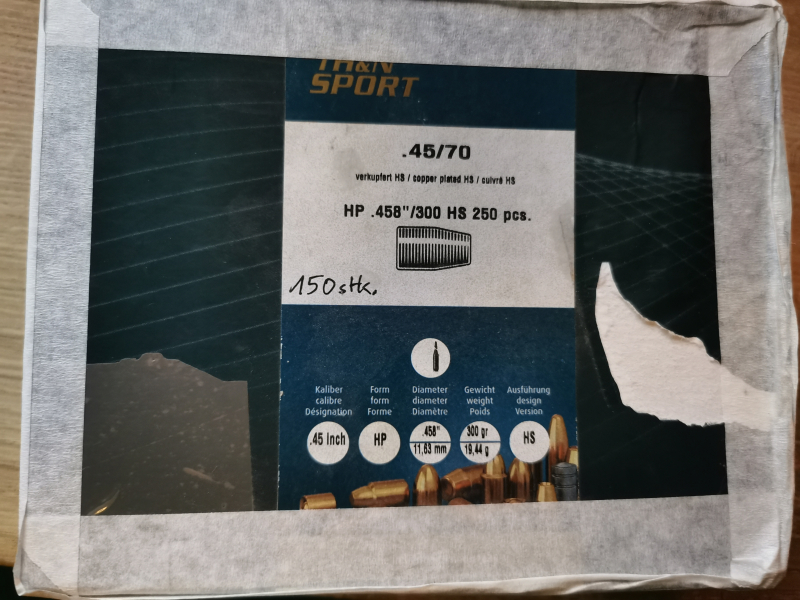 H&N
SPORT
.45/70
verkupfert HS / copper plated HS / cuivré HS
HP .458"/300 HS 250 pcs.
150 stk.
Kaliber Form Diameter Gewicht Ausführung
calibre form diameter weight design
Désignation Forme Diamètre Poids Version
.45 Inch HP .458" 300 gr HS
11,63 mm 19,44 g